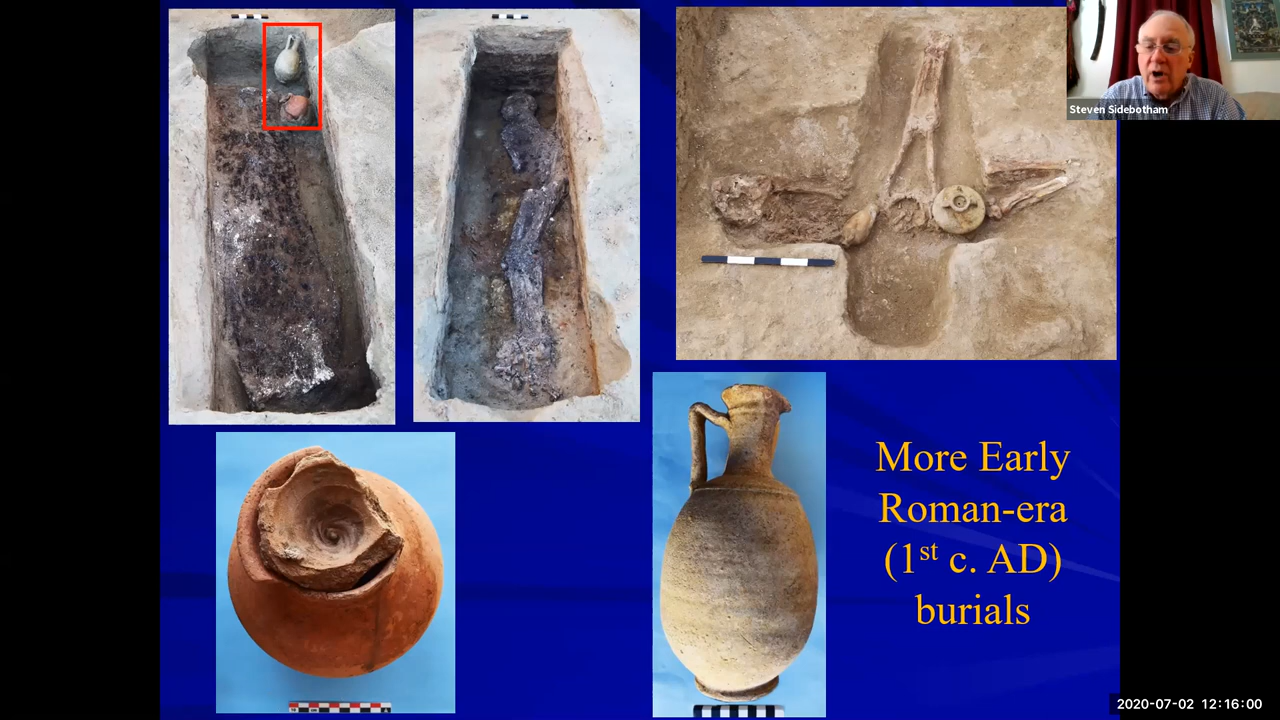 Steven Sidebotham
More Early
Roman-era
(1st c. AD)
burials
2020-07-02 12:16:00